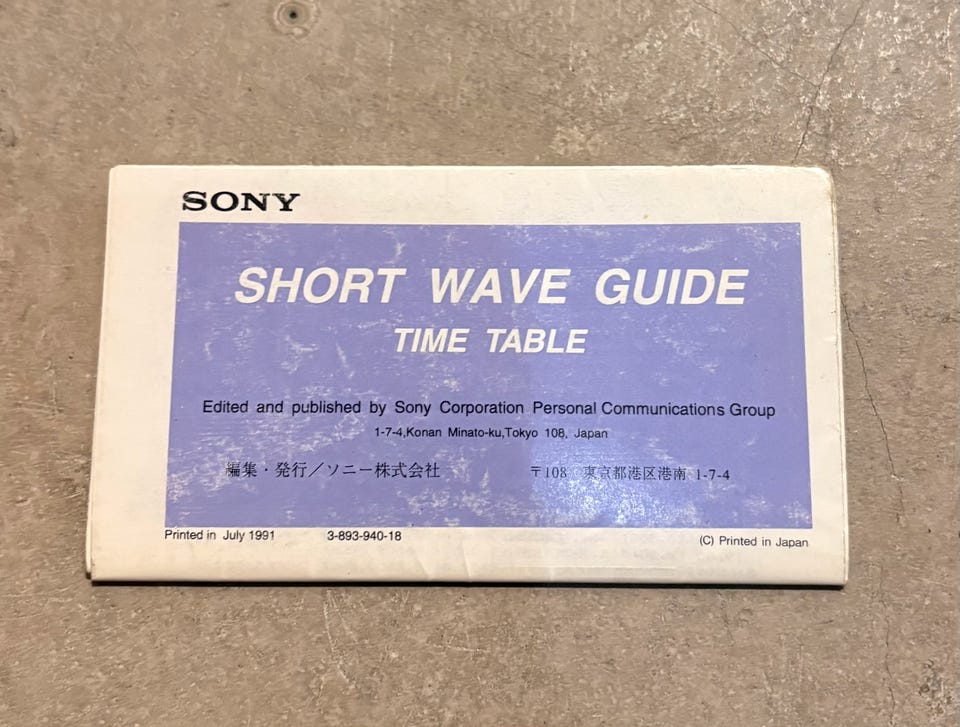 SONY
SHORT WAVE GUIDE
TIME TABLE
Edited and published by Sony Corporation Personal Communications Group
1-7-4,Konan Minato-ku,Tokyo 108, Japan
編集・発行／ソニー株式会社 〒108 東京都港区港南 1-7-4
Printed in July 1991 3-893-940-18 (C) Printed in Japan